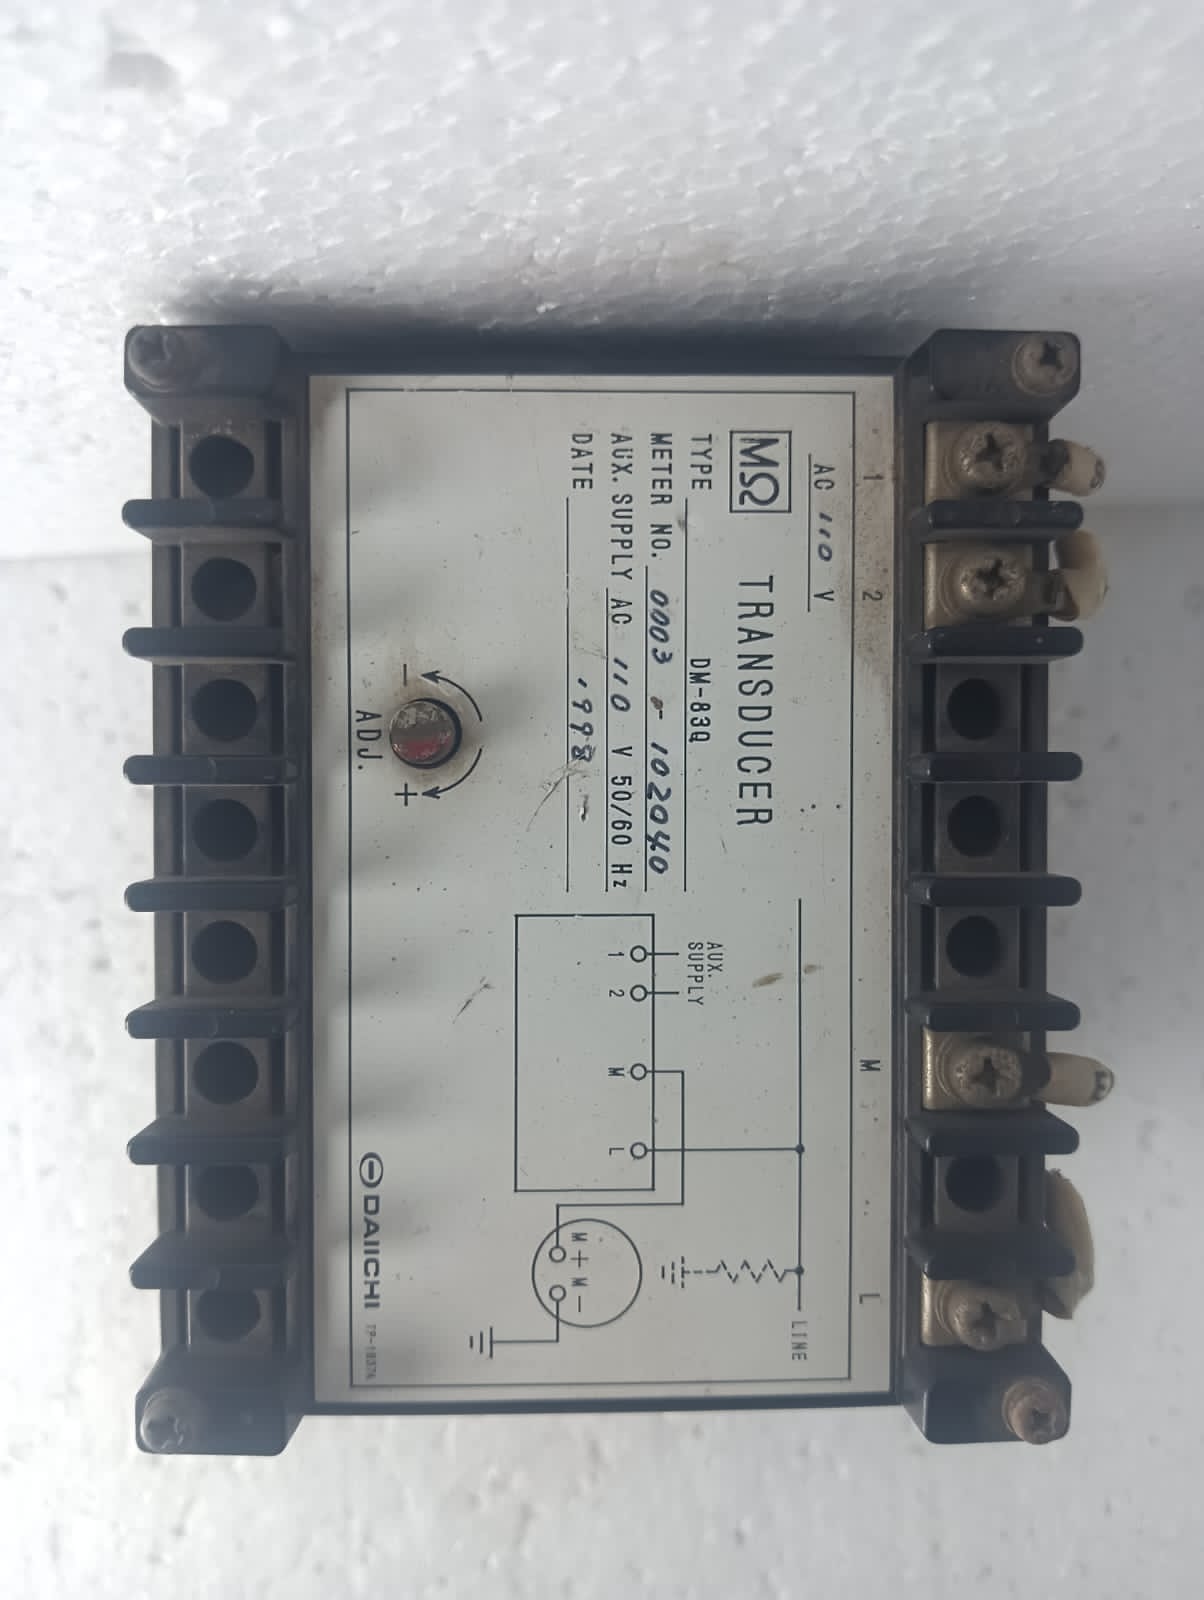 1 2 M L
AC 110 V
MΩ TRANSDUCER
TYPE DM-83Q
METER NO. 0003 - 102040
AUX. SUPPLY AC 110 V 50/60 Hz
DATE 1998 -
- +
ADJ.
LINE
AUX.
SUPPLY
1 2 M L
M + M -
DAIICHI